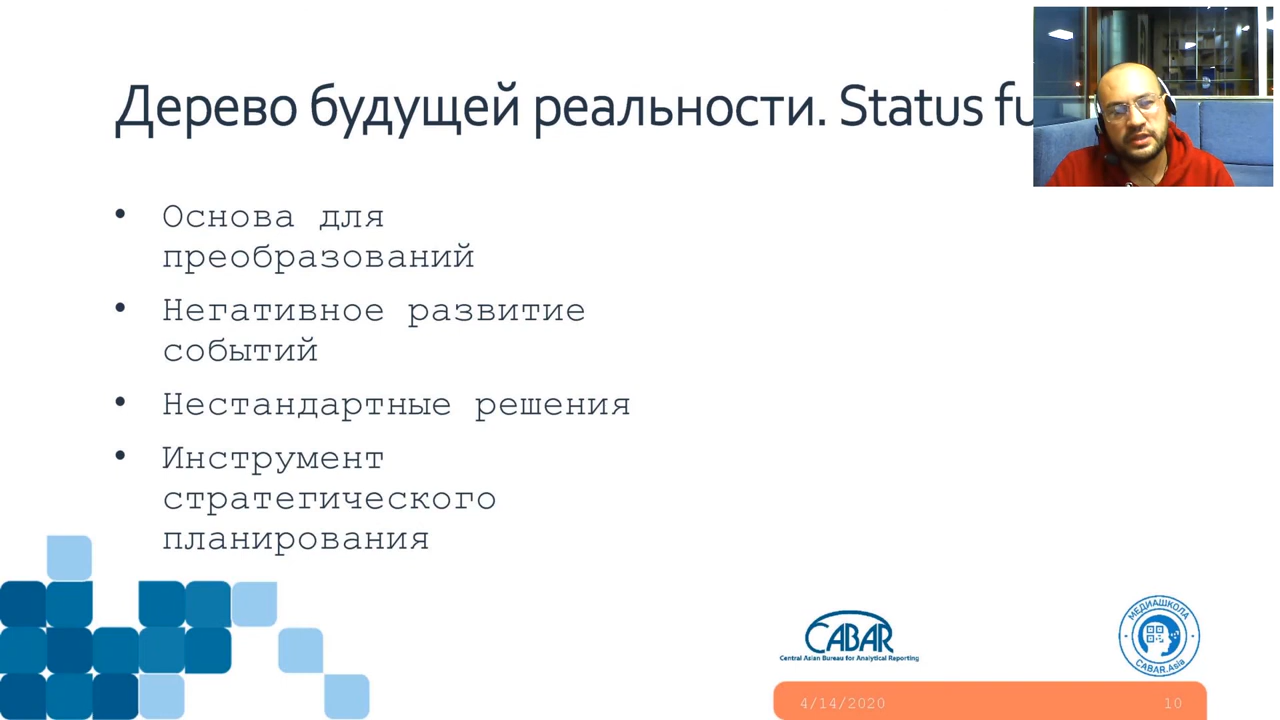 Дерево будущей реальности. Status fu
• Основа для
преобразований
• Негативное развитие
событий
• Нестандартные решения
• Инструмент
стратегического
планирования
CABAR
Central Asian Bureau for Analytical Reporting
МЕДИАШКОЛА
CABAR.Asia
4/14/2020
10